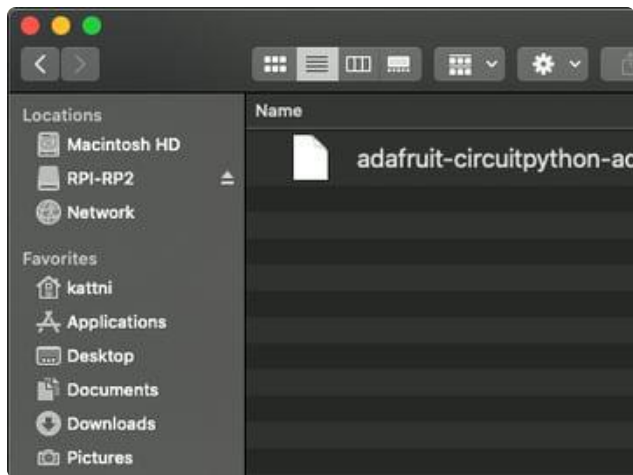 Locations
Macintosh HD
RPI-RP2
Network
Favorites
kattni
Applications
Desktop
Documents
Downloads
Pictures
Name
adafruit-circuitpython-ad